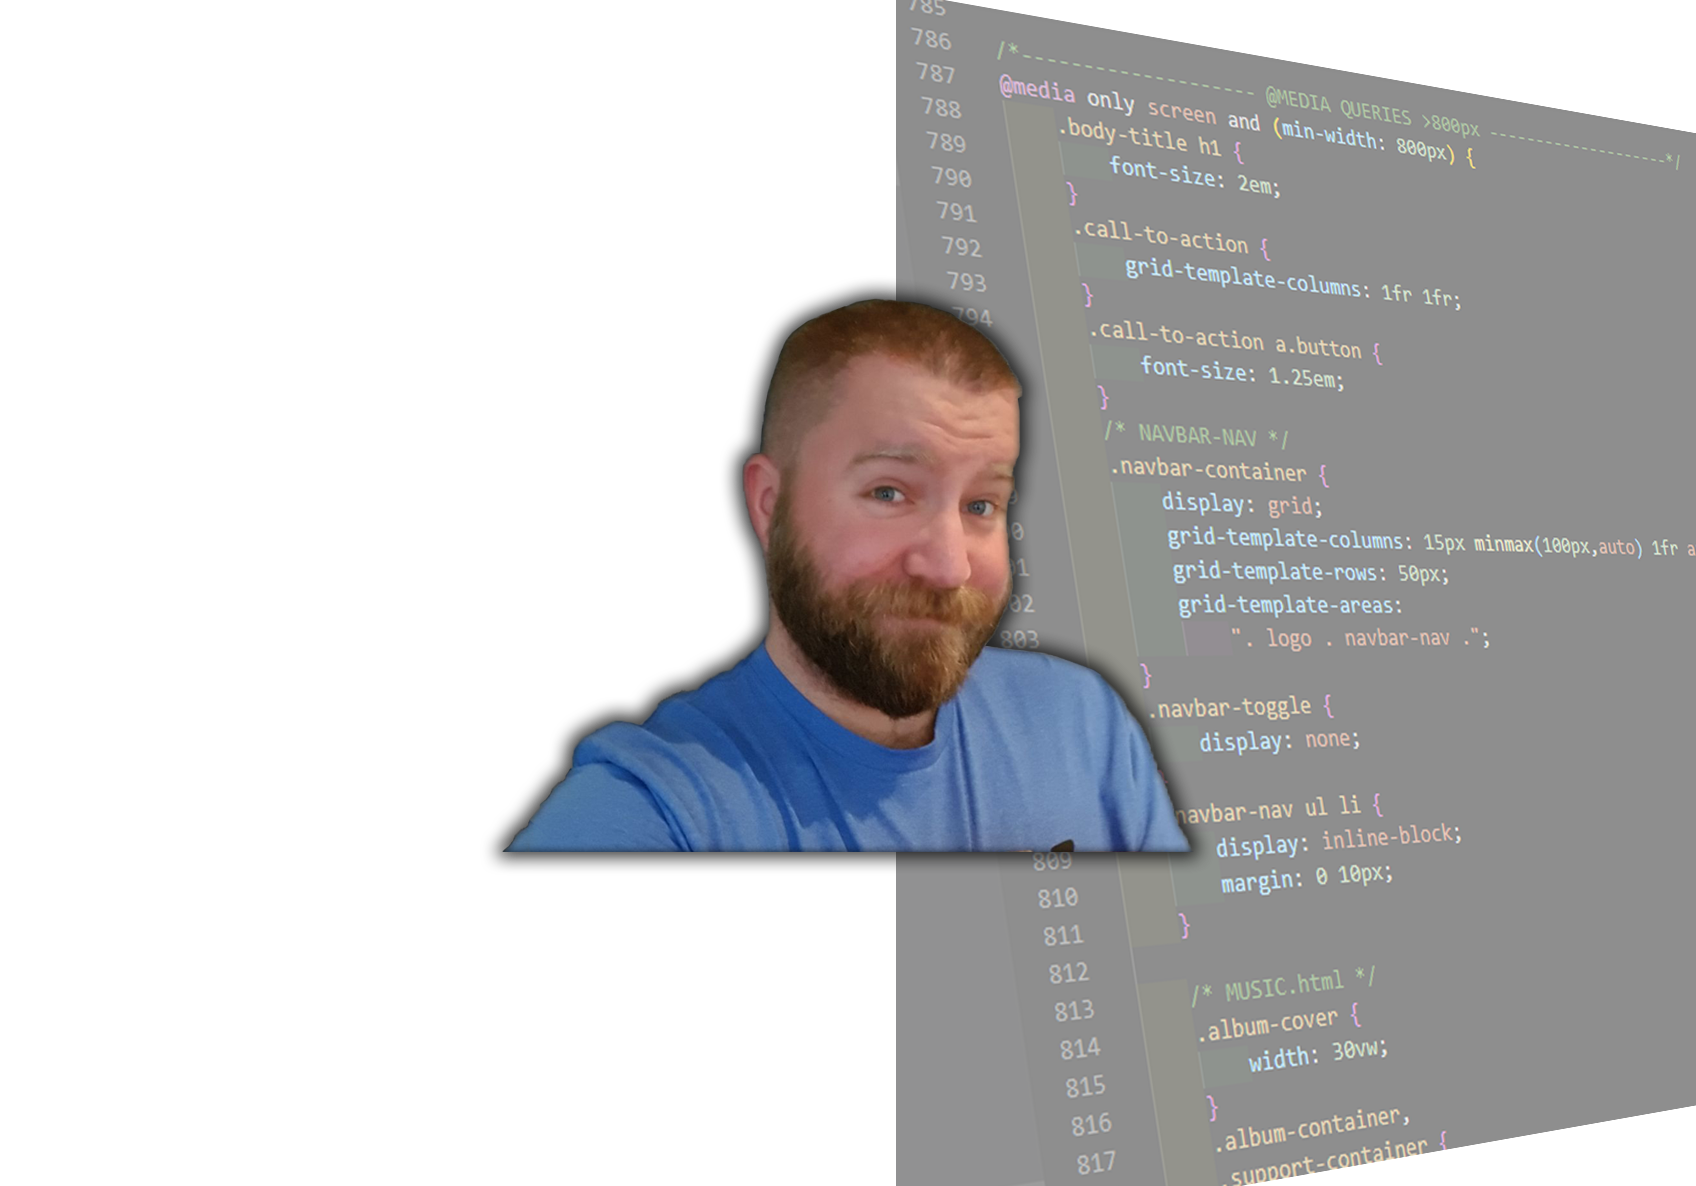 785
786
787 /*-------------------- @MEDIA QUERIES >800px --------------------*/
788 @media only screen and (min-width: 800px) {
789 .body-title h1 {
790 font-size: 2em;
791 }
792 .call-to-action {
793 grid-template-columns: 1fr 1fr;
794 }
.call-to-action a.button {
font-size: 1.25em;
}
/* NAVBAR-NAV */
.navbar-container {
display: grid;
grid-template-columns: 15px minmax(100px,auto) 1fr a
grid-template-rows: 50px;
02 grid-template-areas:
803 ". logo . navbar-nav .";
}
.navbar-toggle {
display: none;
navbar-nav ul li {
display: inline-block;
809 margin: 0 10px;
810 }
811
812 /* MUSIC.html */
813 .album-cover {
814 width: 30vw;
815 }
816 .album-container,
817 .support-container {